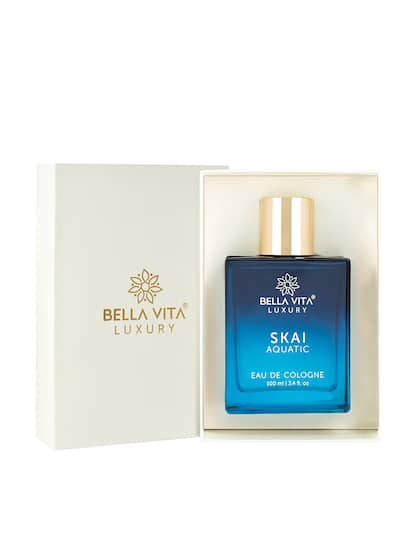 BELLA VITA®
LUXURY
BELLA VITA®
LUXURY
SKAI
AQUATIC
EAU DE COLOGNE
100 ml | 3.4 fl. oz